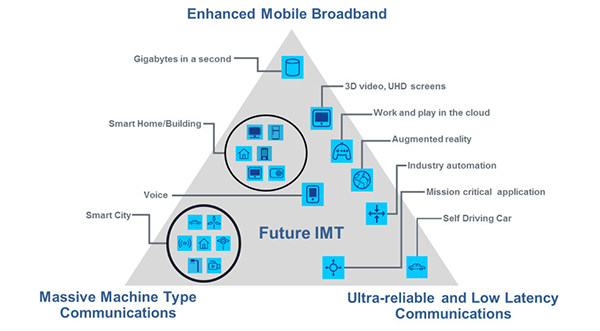 Enhanced Mobile Broadband
Gigabytes in a second
3D video, UHD screens
Smart Home/Building
Work and play in the cloud
Augmented reality
Industry automation
Voice
Mission critical application
Smart City
Self Driving Car
Future IMT
Massive Machine Type
Communications
Ultra-reliable and Low Latency
Communications